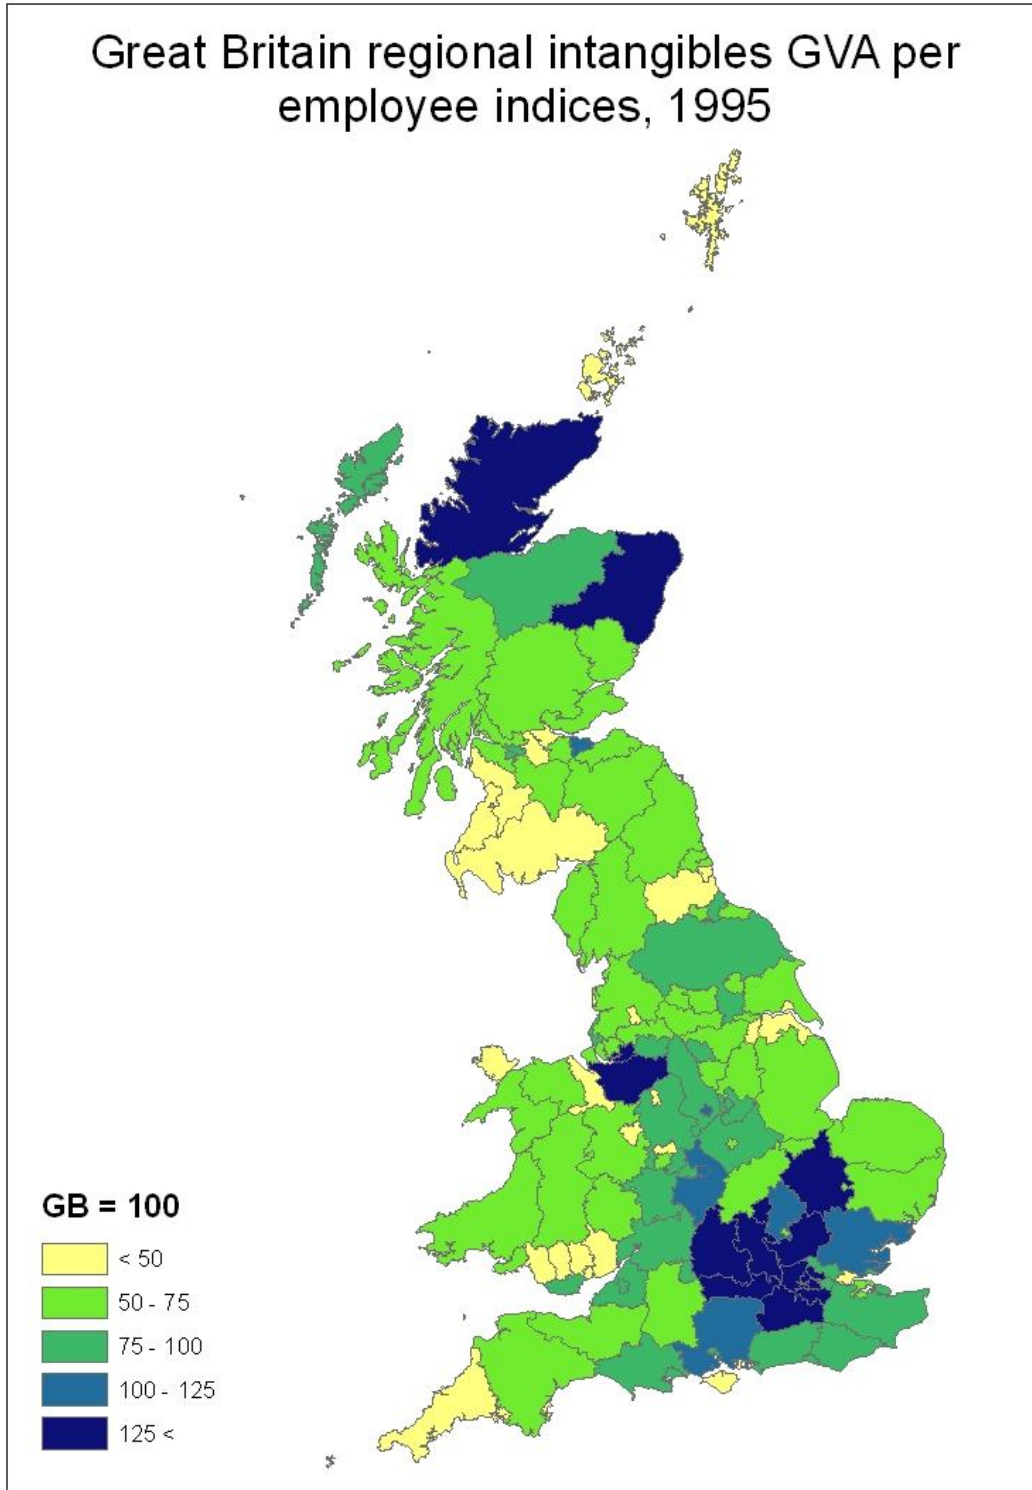 Great Britain regional intangibles GVA per
employee indices, 1995
GB = 100
< 50
50 - 75
75 - 100
100 - 125
125 <